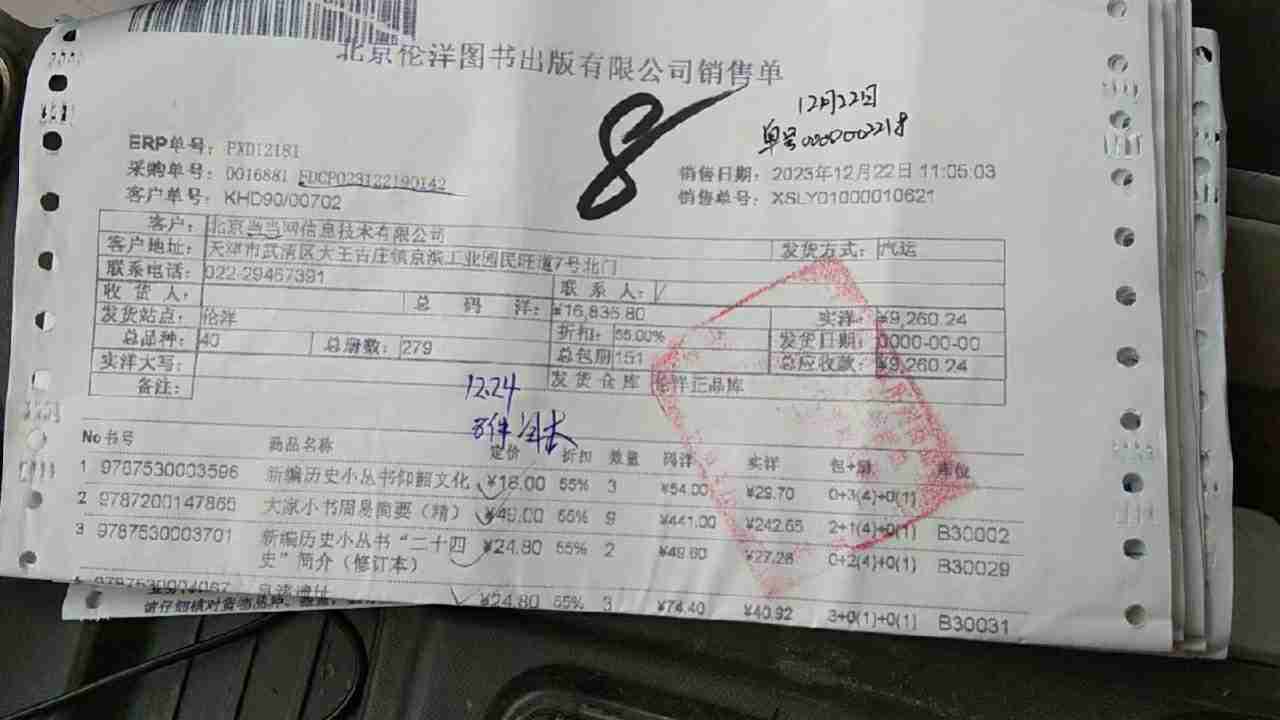 北京伦洋图书出版有限公司销售单
8
12月22日
单号0000002218
ERP单号: PXD12181
采购单号: 0016881 FDCP023122190142
客户单号: KHD90/00702
销售日期: 2023年12月22日 11:05:03
销售单号: XSLY01000010621
客户: 北京当当网信息技术有限公司
客户地址: 天津市武清区大王古庄镇京滨工业园民旺道7号北门 发货方式: 汽运
联系电话: 022-29467391 联系人:
收货人: 总码洋: ¥16,836.80 实洋: ¥9,260.24
发货站点: 伦洋 折扣: 55.00% 发货日期: 0000-00-00
总品种: 40 总册数: 279 总包册 151 总应收款: ¥9,260.24
实洋大写: 发货仓库 伦洋正品库
备注:
12.24
8件
No 书号 商品名称 定价 折扣 数量 码洋 实洋 包+册 库位
1 9787530003596 新编历史小丛书仰韶文化 ¥18.00 55% 3 ¥54.00 ¥29.70 0+3(4)+0(1)
2 9787200147865 大家小书周易简要(精) ¥49.00 55% 9 ¥441.00 ¥242.55 2+1(4)+0(1) B30002
3 9787530003701 新编历史小丛书“二十四 ¥24.80 55% 2 ¥49.60 ¥27.28 0+2(4)+0(1) B30029
史”简介(修订本)
9787530004067 ¥24.80 55% 3 ¥74.40 ¥40.92 3+0(1)+0(1) B30031
请仔细核对货物品种、